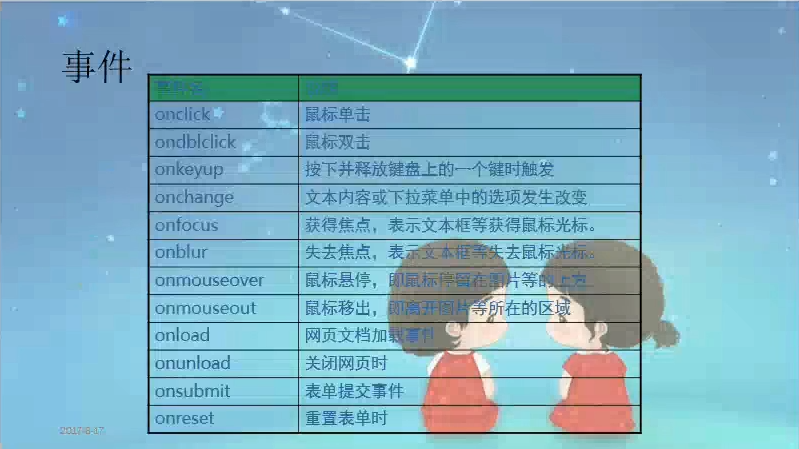 事件
onclick 鼠标单击
ondblclick 鼠标双击
onkeyup 按下并释放键盘上的一个键时触发
onchange 文本内容或下拉菜单中的选项发生改变
onfocus 获得焦点，表示文本框等获得鼠标光标。
onblur 失去焦点，表示文本框等失去鼠标光标。
onmouseover 鼠标悬停，即鼠标停留在图片等的上方
onmouseout 鼠标移出，即离开图片等所在的区域
onload 网页文档加载事件
onunload 关闭网页时
onsubmit 表单提交事件
onreset 重置表单时